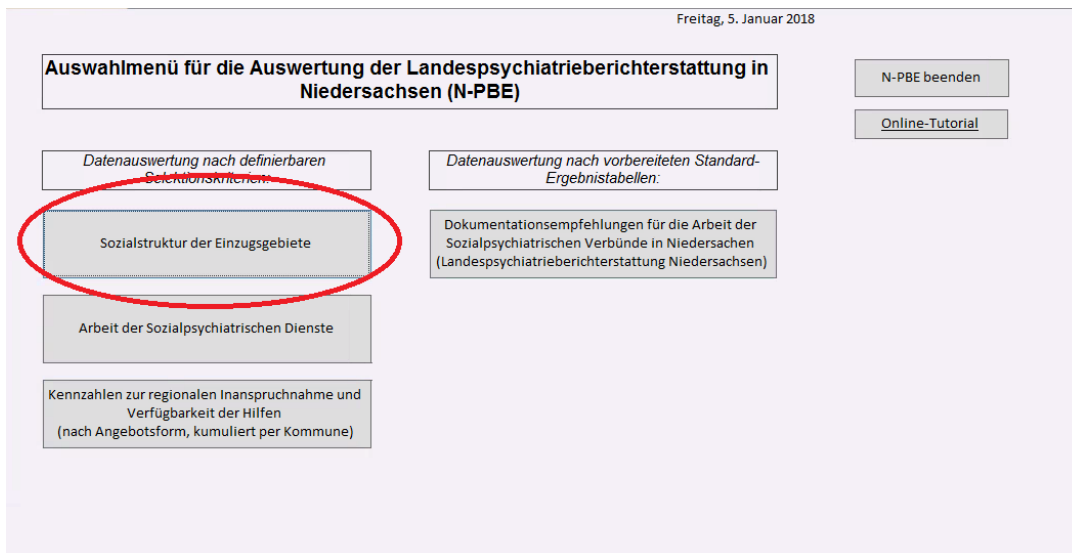 Freitag, 5. Januar 2018
Auswahlmenü für die Auswertung der Landespsychiatrieberichterstattung in
Niedersachsen (N-PBE)
N-PBE beenden
Online-Tutorial
Datenauswertung nach definierbaren
Selektionskriterien:
Datenauswertung nach vorbereiteten Standard-
Ergebnistabellen:
Sozialstruktur der Einzugsgebiete
Dokumentationsempfehlungen für die Arbeit der
Sozialpsychiatrischen Verbünde in Niedersachen
(Landespsychiatrieberichterstattung Niedersachsen)
Arbeit der Sozialpsychiatrischen Dienste
Kennzahlen zur regionalen Inanspruchnahme und
Verfügbarkeit der Hilfen
(nach Angebotsform, kumuliert per Kommune)